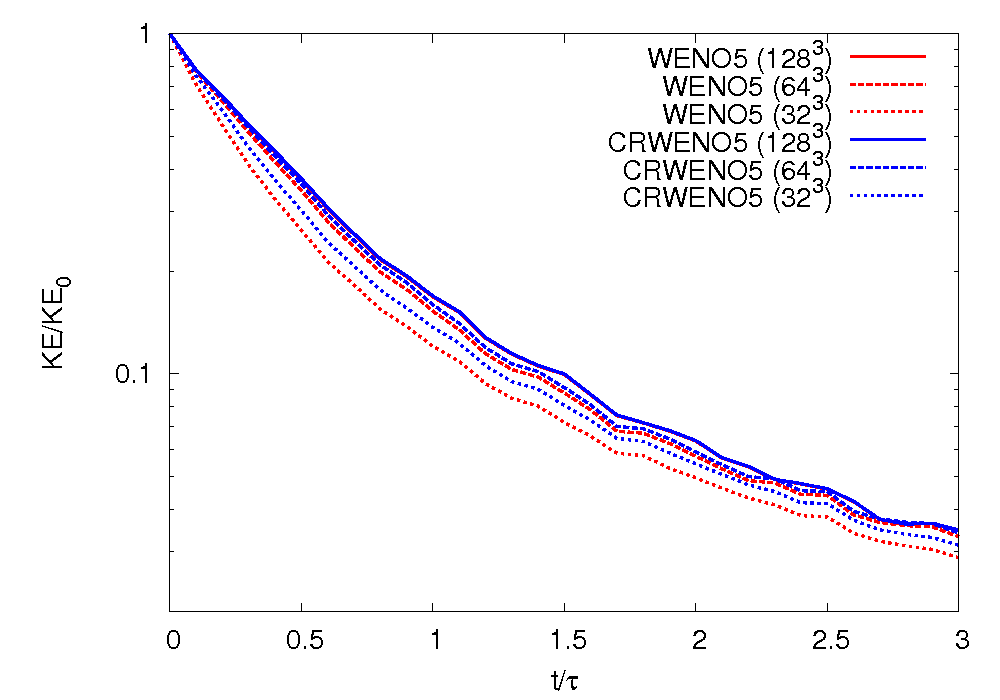 1
0.1
KE/KE₀
WENO5 (128³)
WENO5 (64³)
WENO5 (32³)
CRWENO5 (128³)
CRWENO5 (64³)
CRWENO5 (32³)
0 0.5 1 1.5 2 2.5 3
t/τ